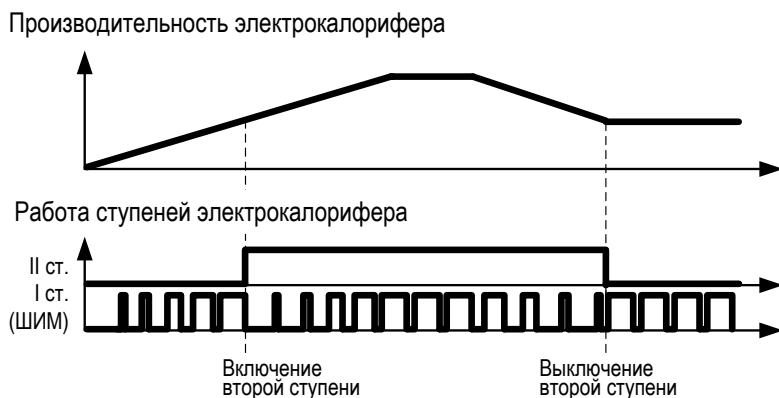 Производительность электрокалорифера
Работа ступеней электрокалорифера
II ст.
I ст.
(ШИМ)
Включение
второй ступени
Выключение
второй ступени